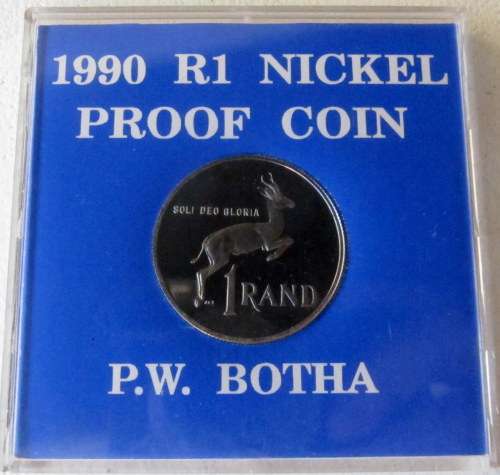 1990 R1 NICKEL
PROOF COIN
SOLI DEO GLORIA
1 RAND
P.W. BOTHA